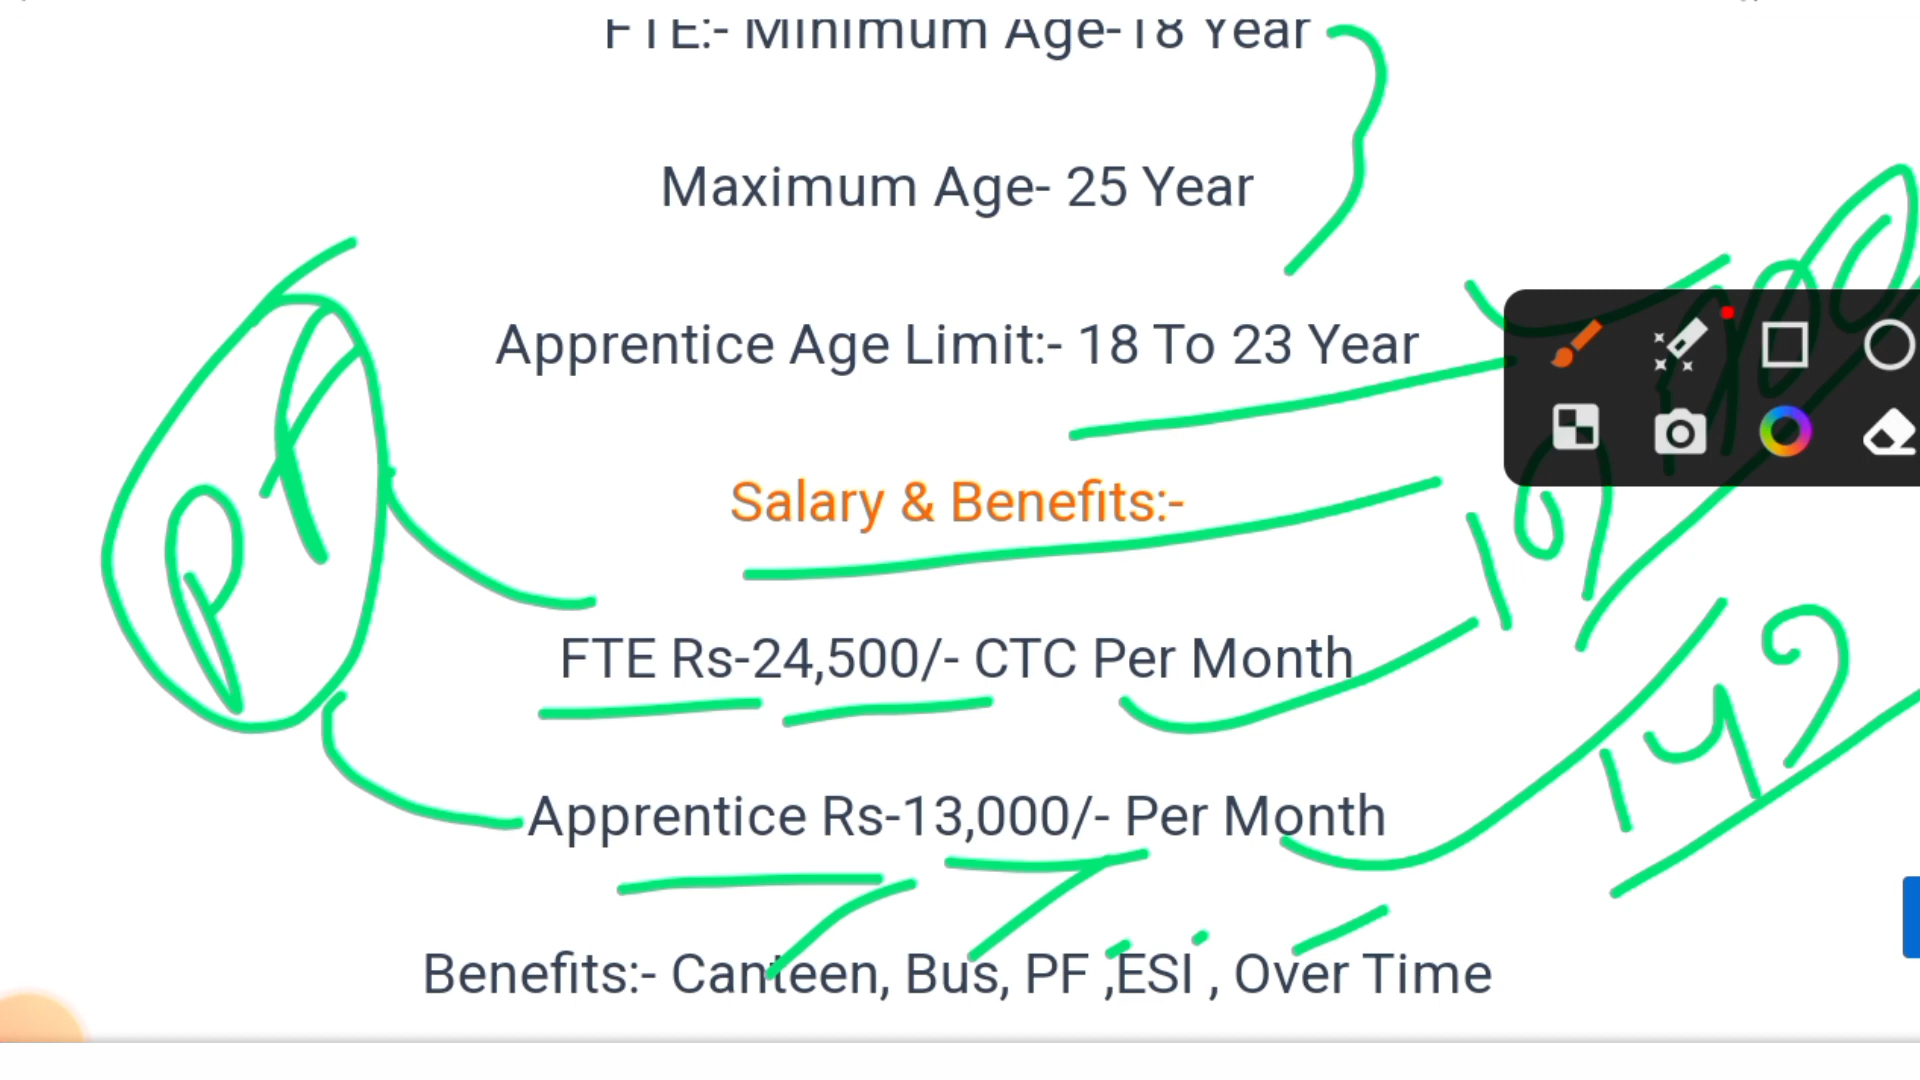 FTE:- Minimum Age-18 Year
Maximum Age- 25 Year
Apprentice Age Limit:- 18 To 23 Year
Salary & Benefits:-
FTE Rs-24,500/- CTC Per Month
Apprentice Rs-13,000/- Per Month
142
Benefits:- Canteen, Bus, PF ,ESI , Over Time